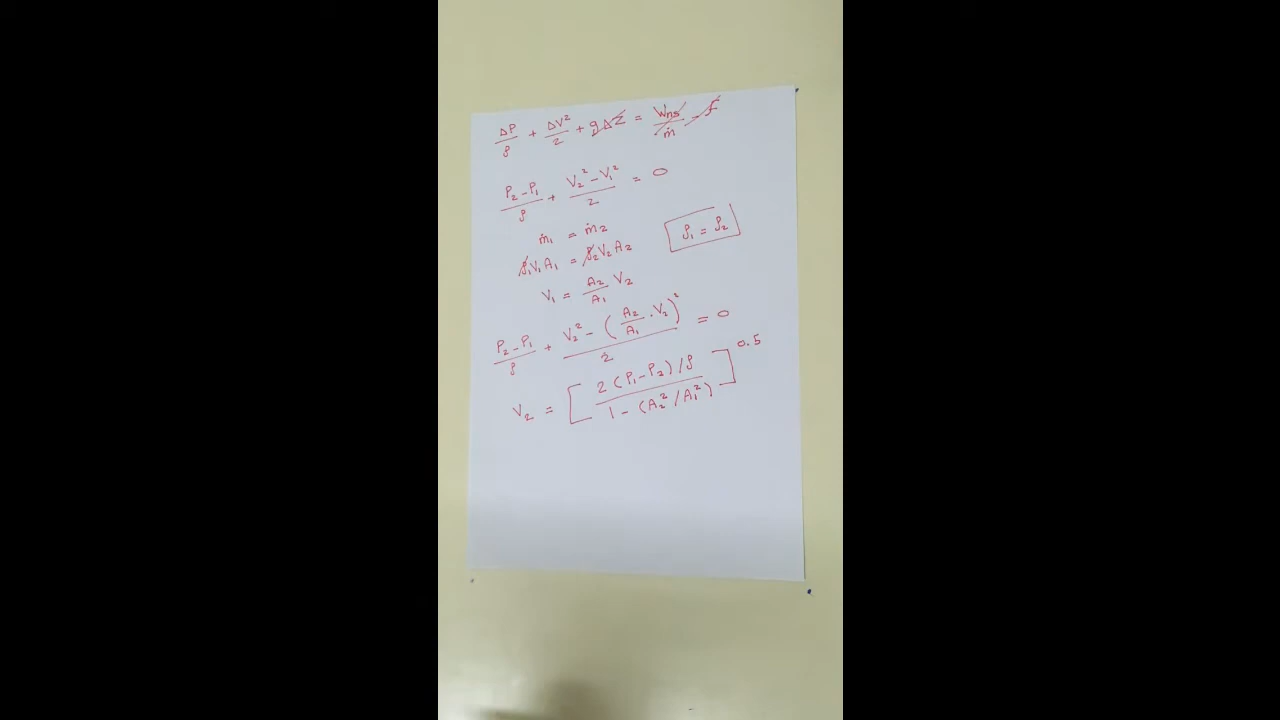 ΔP/ρ + ΔV²/2 + gΔZ = Wns/ṁ - f
P₂-P₁/ρ + V₂²-V₁²/2 = 0
ṁ₁ = ṁ₂
ρ₁V₁A₁ = ρ₂V₂A₂ ρ₁ = ρ₂
V₁ = A₂/A₁ V₂
P₂-P₁/ρ + V₂²-(A₂/A₁ · V₂)²/2 = 0
V₂ = [2(P₁-P₂)/ρ / 1-(A₂²/A₁²)]^0.5